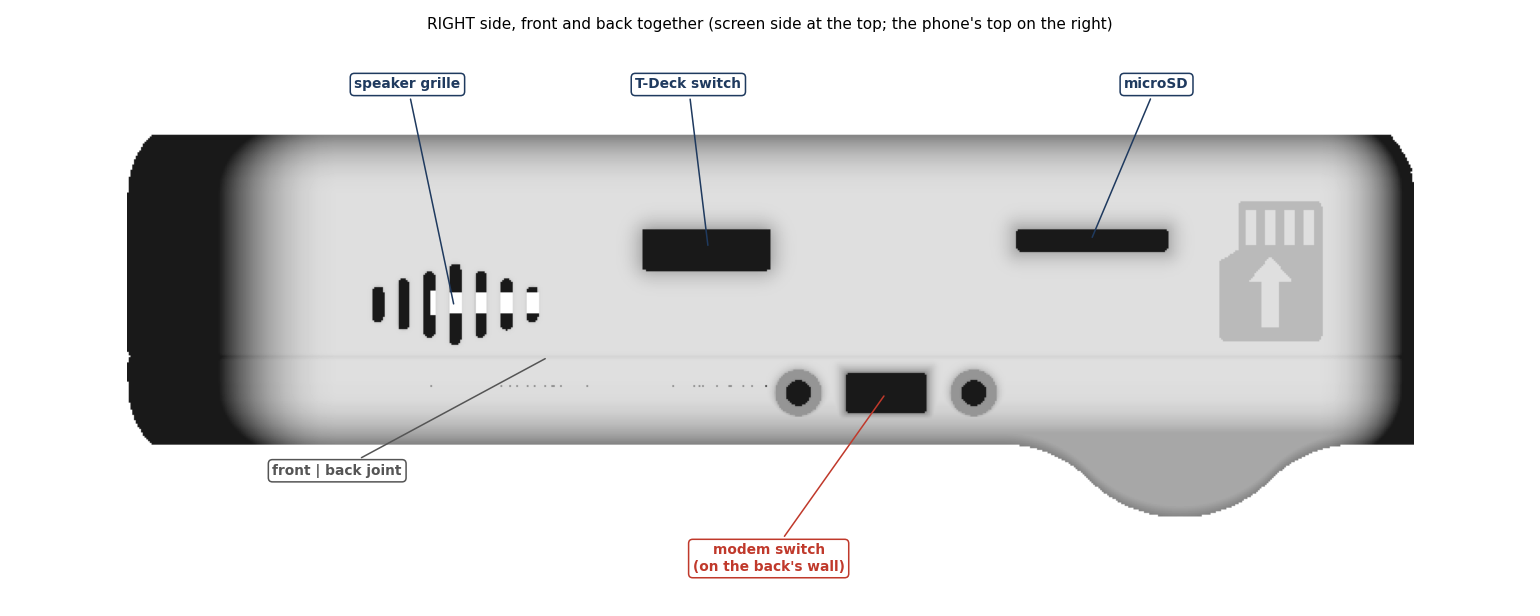 RIGHT side, front and back together (screen side at the top; the phone's top on the right)
speaker grille
T-Deck switch
microSD
front | back joint
modem switch
(on the back's wall)